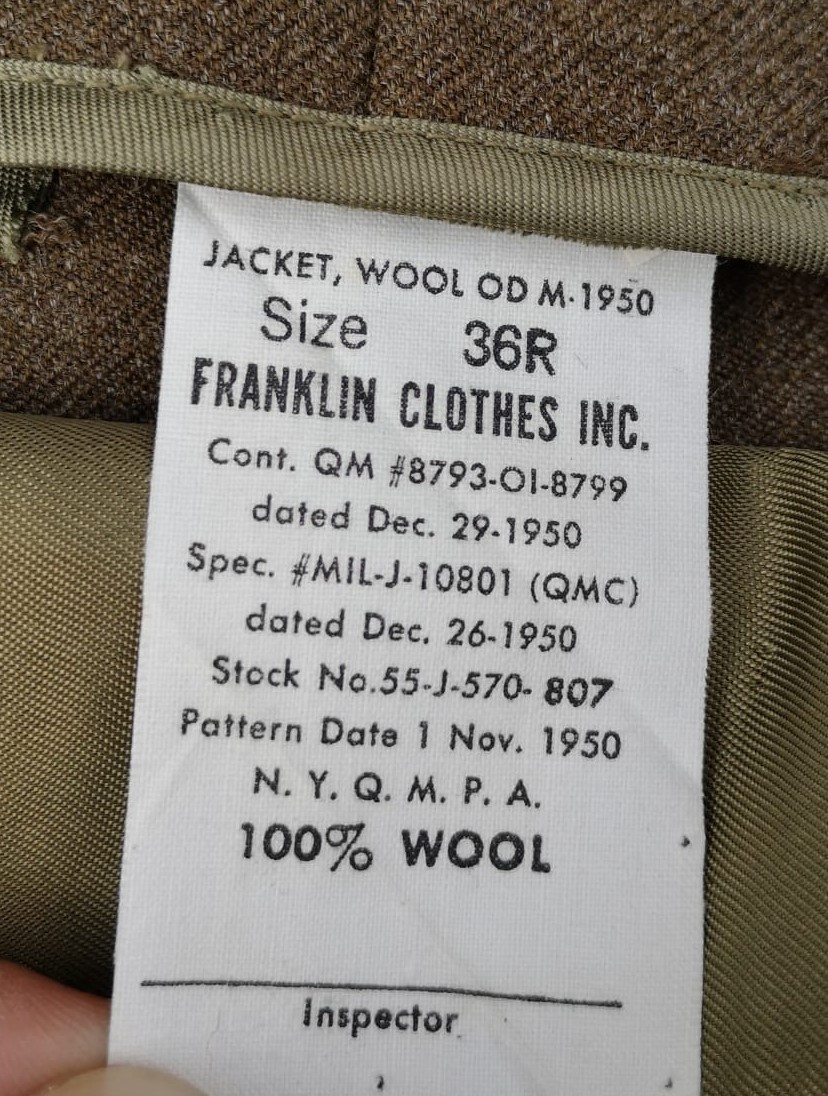 JACKET, WOOL OD M-1950
Size 36R
FRANKLIN CLOTHES INC.
Cont. QM #8793-OI-8799
dated Dec. 29-1950
Spec. #MIL-J-10801 (QMC)
dated Dec. 26-1950
Stock No.55-J-570-807
Pattern Date 1 Nov. 1950
N. Y. Q. M. P. A.
100% WOOL
Inspector